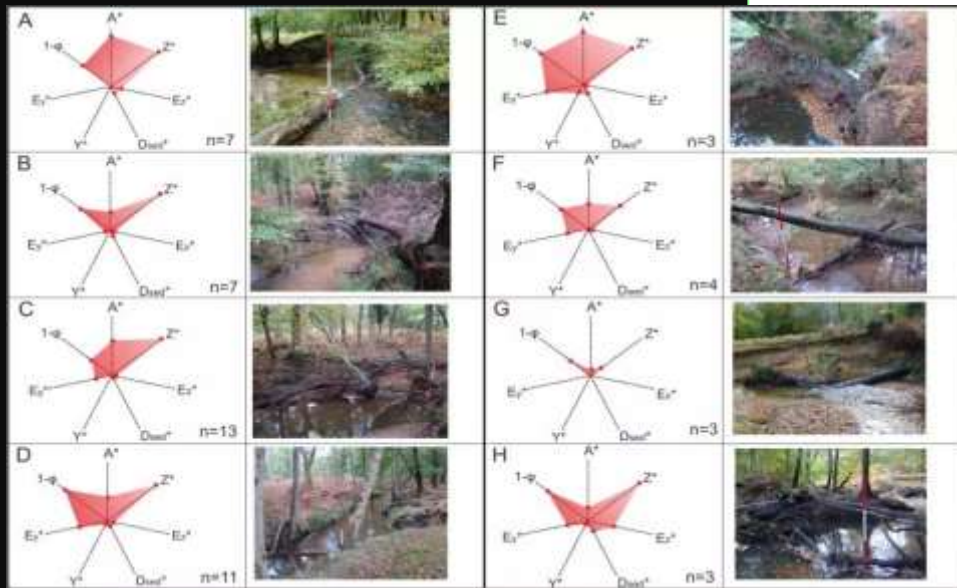 A
A*
1-φ
Z*
Ey*
Ez*
Y*
Dsed*
n=7
B
A*
1-φ
Z*
Ey*
Ez*
Y*
Dsed*
n=7
C
A*
1-φ
Z*
Ey*
Ez*
Y*
Dsed*
n=13
D
A*
1-φ
Z*
Ey*
Ez*
Y*
Dsed*
n=11
E
A*
1-φ
Z*
Ey*
Ez*
Y*
Dsed*
n=3
F
A*
1-φ
Z*
Ey*
Ez*
Y*
Dsed*
n=4
G
A*
1-φ
Z*
Ey*
Ez*
Y*
Dsed*
n=3
H
A*
1-φ
Z*
Ey*
Ez*
Y*
Dsed*
n=3